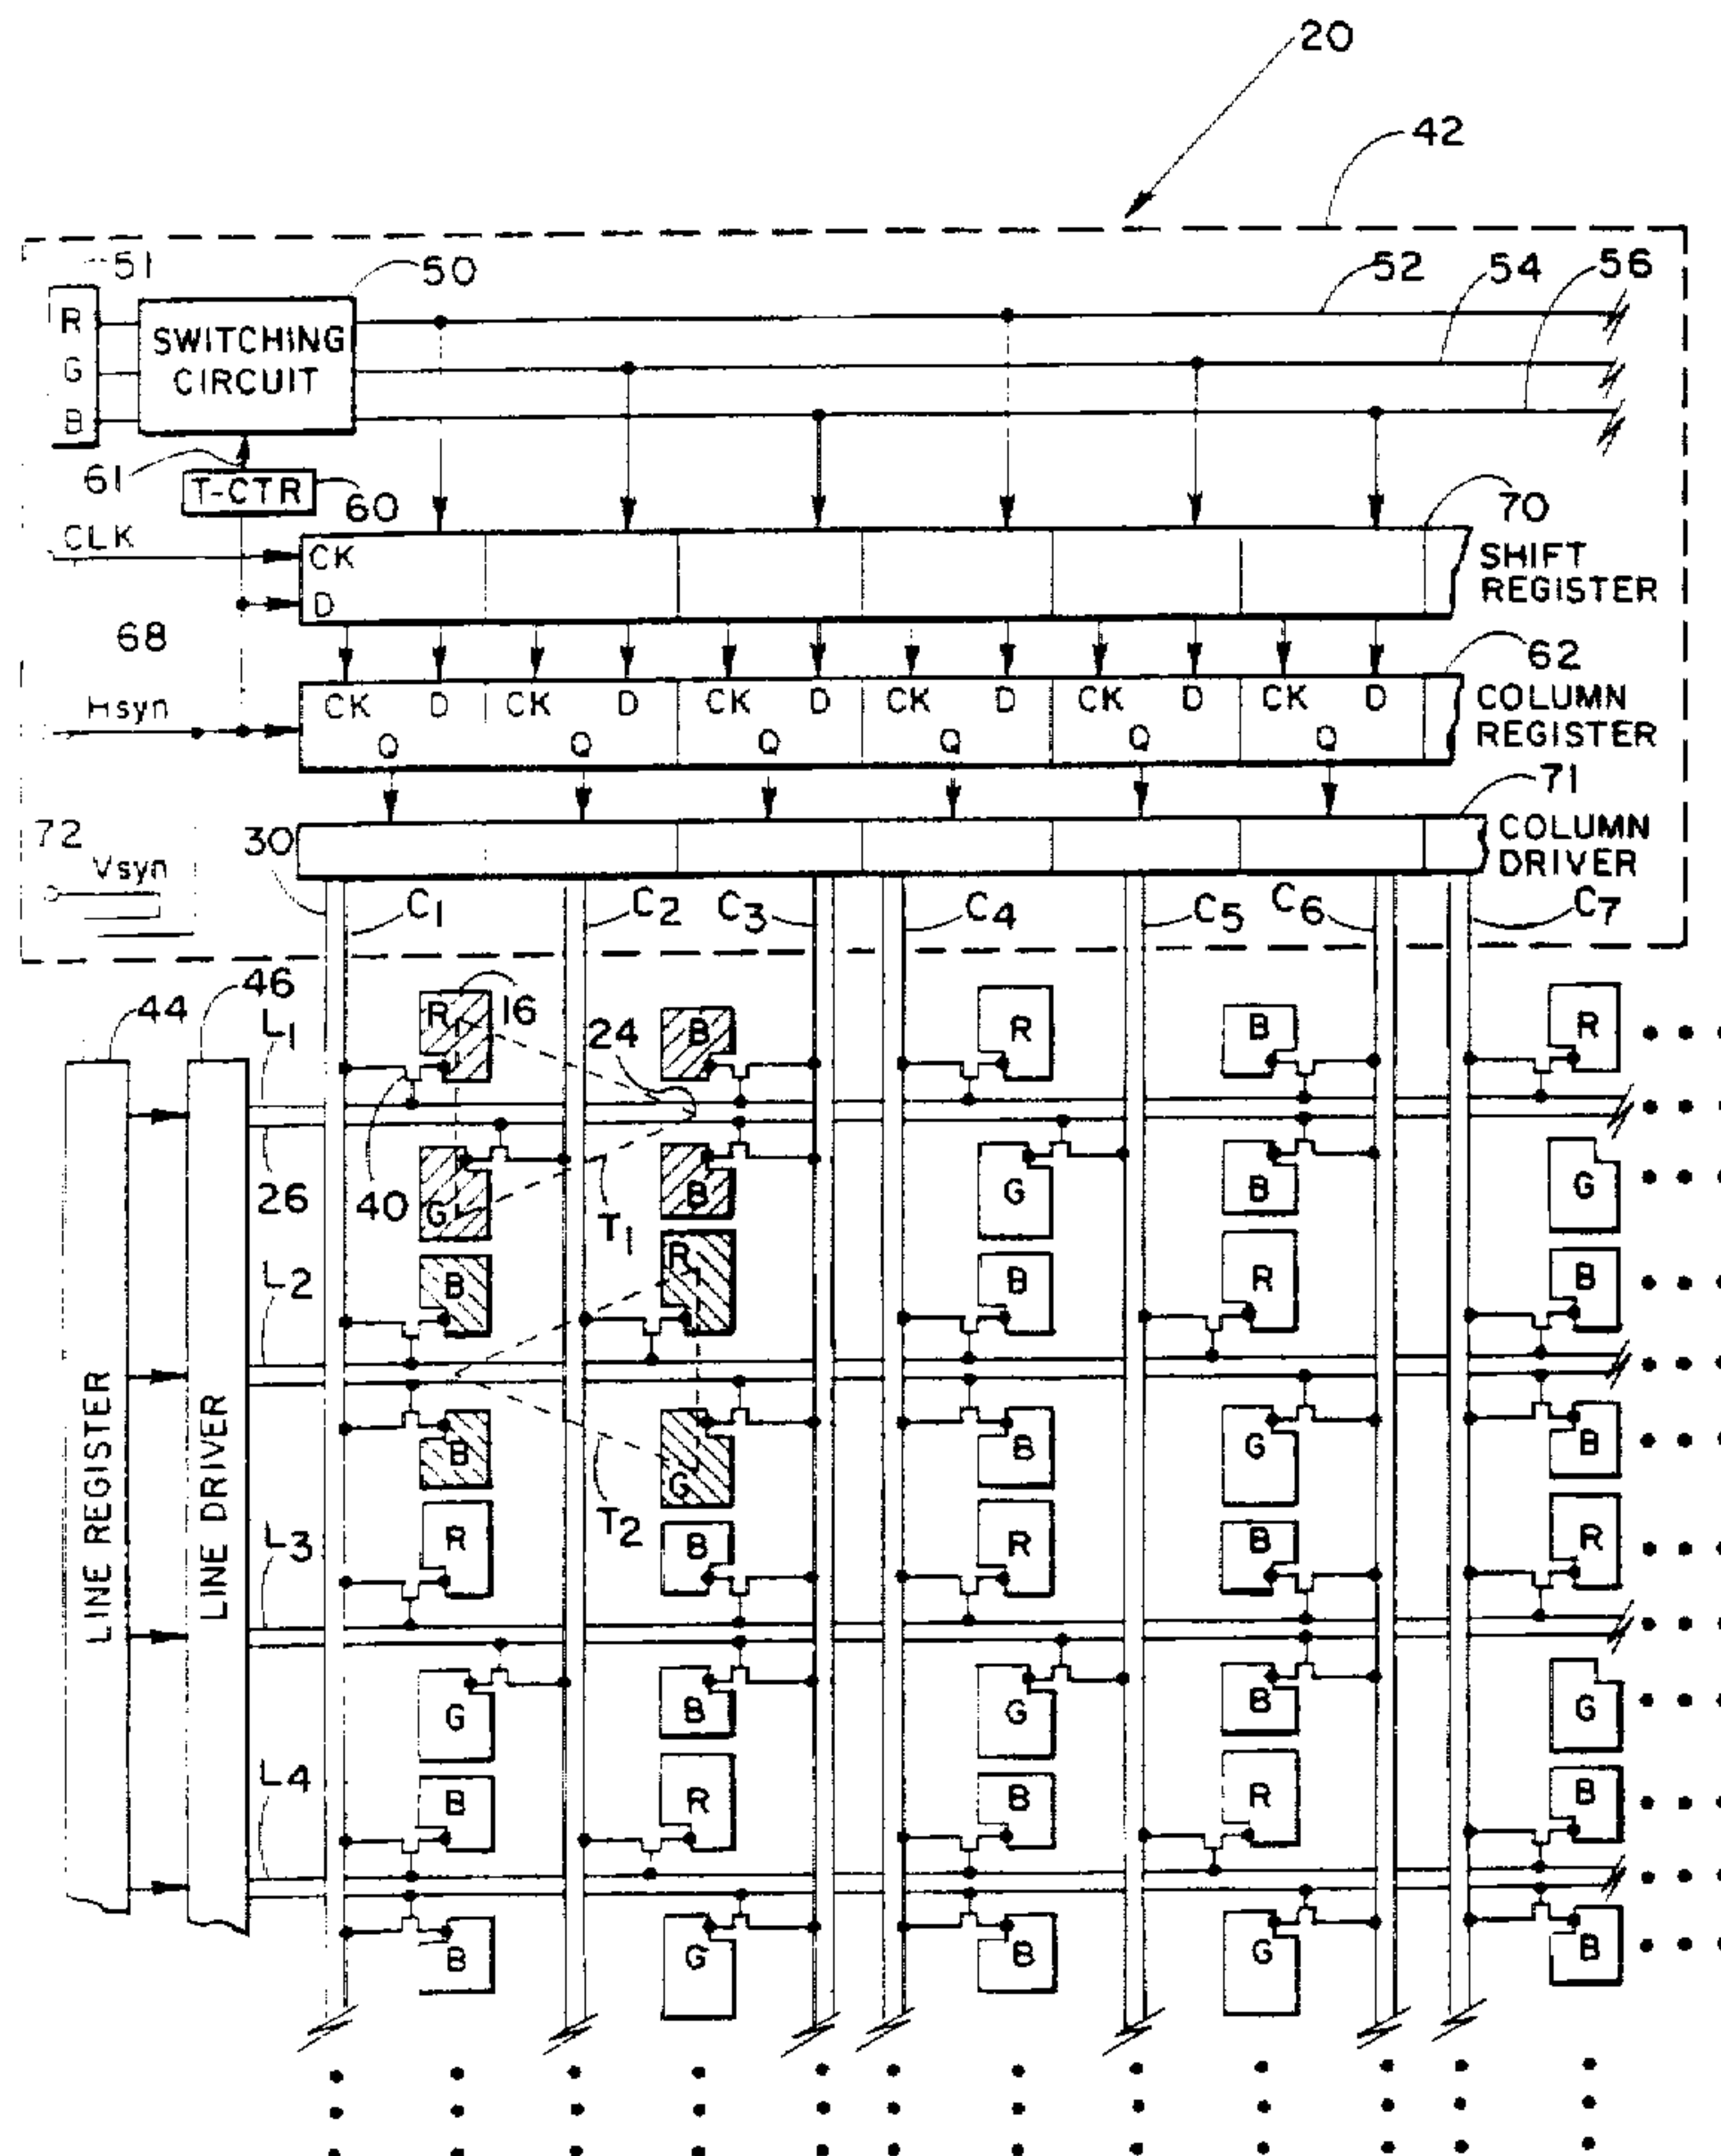 20
42
51
50
52
54
56
R
G
B
SWITCHING
CIRCUIT
61
T-CTR
60
70
CLK
CK
D
SHIFT
REGISTER
68
62
Hsyn
CK D CK D CK D CK D CK D CK D
Q Q Q Q Q Q
COLUMN
REGISTER
71
72
Vsyn
30
COLUMN
DRIVER
C1 C2 C3 C4 C5 C6 C7
44
46
L1
R 16
24
B R B R
26
40
G B G B G
T1
L2
B R B R B
B G B G B
T2
LINE REGISTER
LINE DRIVER
L3
R B R B R
G B G B G
L4
B R B R B
B G B G B